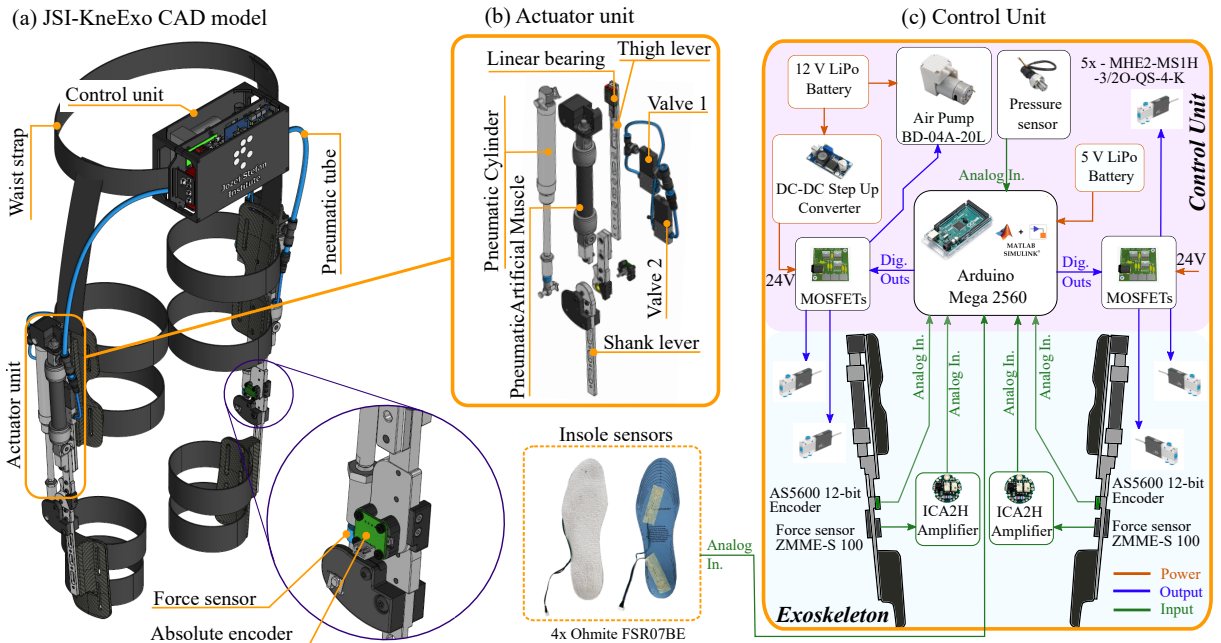 (a) JSI-KneExo CAD model
Control unit
Waist strap
Jozef Stefan
Institute
Pneumatic tube
Actuator unit
Force sensor
Absolute encoder
(b) Actuator unit
Linear bearing
Thigh lever
Valve 1
Pneumatic Cylinder
PneumaticArtificial Muscle
Valve 2
Shank lever
Insole sensors
4x Ohmite FSR07BE
Analog
In.
(c) Control Unit
12 V LiPo
Battery
Air Pump
BD-04A-20L
Pressure
sensor
5x - MHE2-MS1H
-3/2O-QS-4-K
Control Unit
DC-DC Step Up
Converter
Analog In.
5 V LiPo
Battery
MATLAB
SIMULINK®
Arduino
Mega 2560
24V
MOSFETs
Dig.
Outs
Dig.
Outs
MOSFETs
24V
Analog In.
Analog In.
Analog In.
Analog In.
AS5600 12-bit
Encoder
Force sensor
ZMME-S 100
ICA2H
Amplifier
ICA2H
Amplifier
AS5600 12-bit
Encoder
Force sensor
ZMME-S 100
Power
Output
Input
Exoskeleton